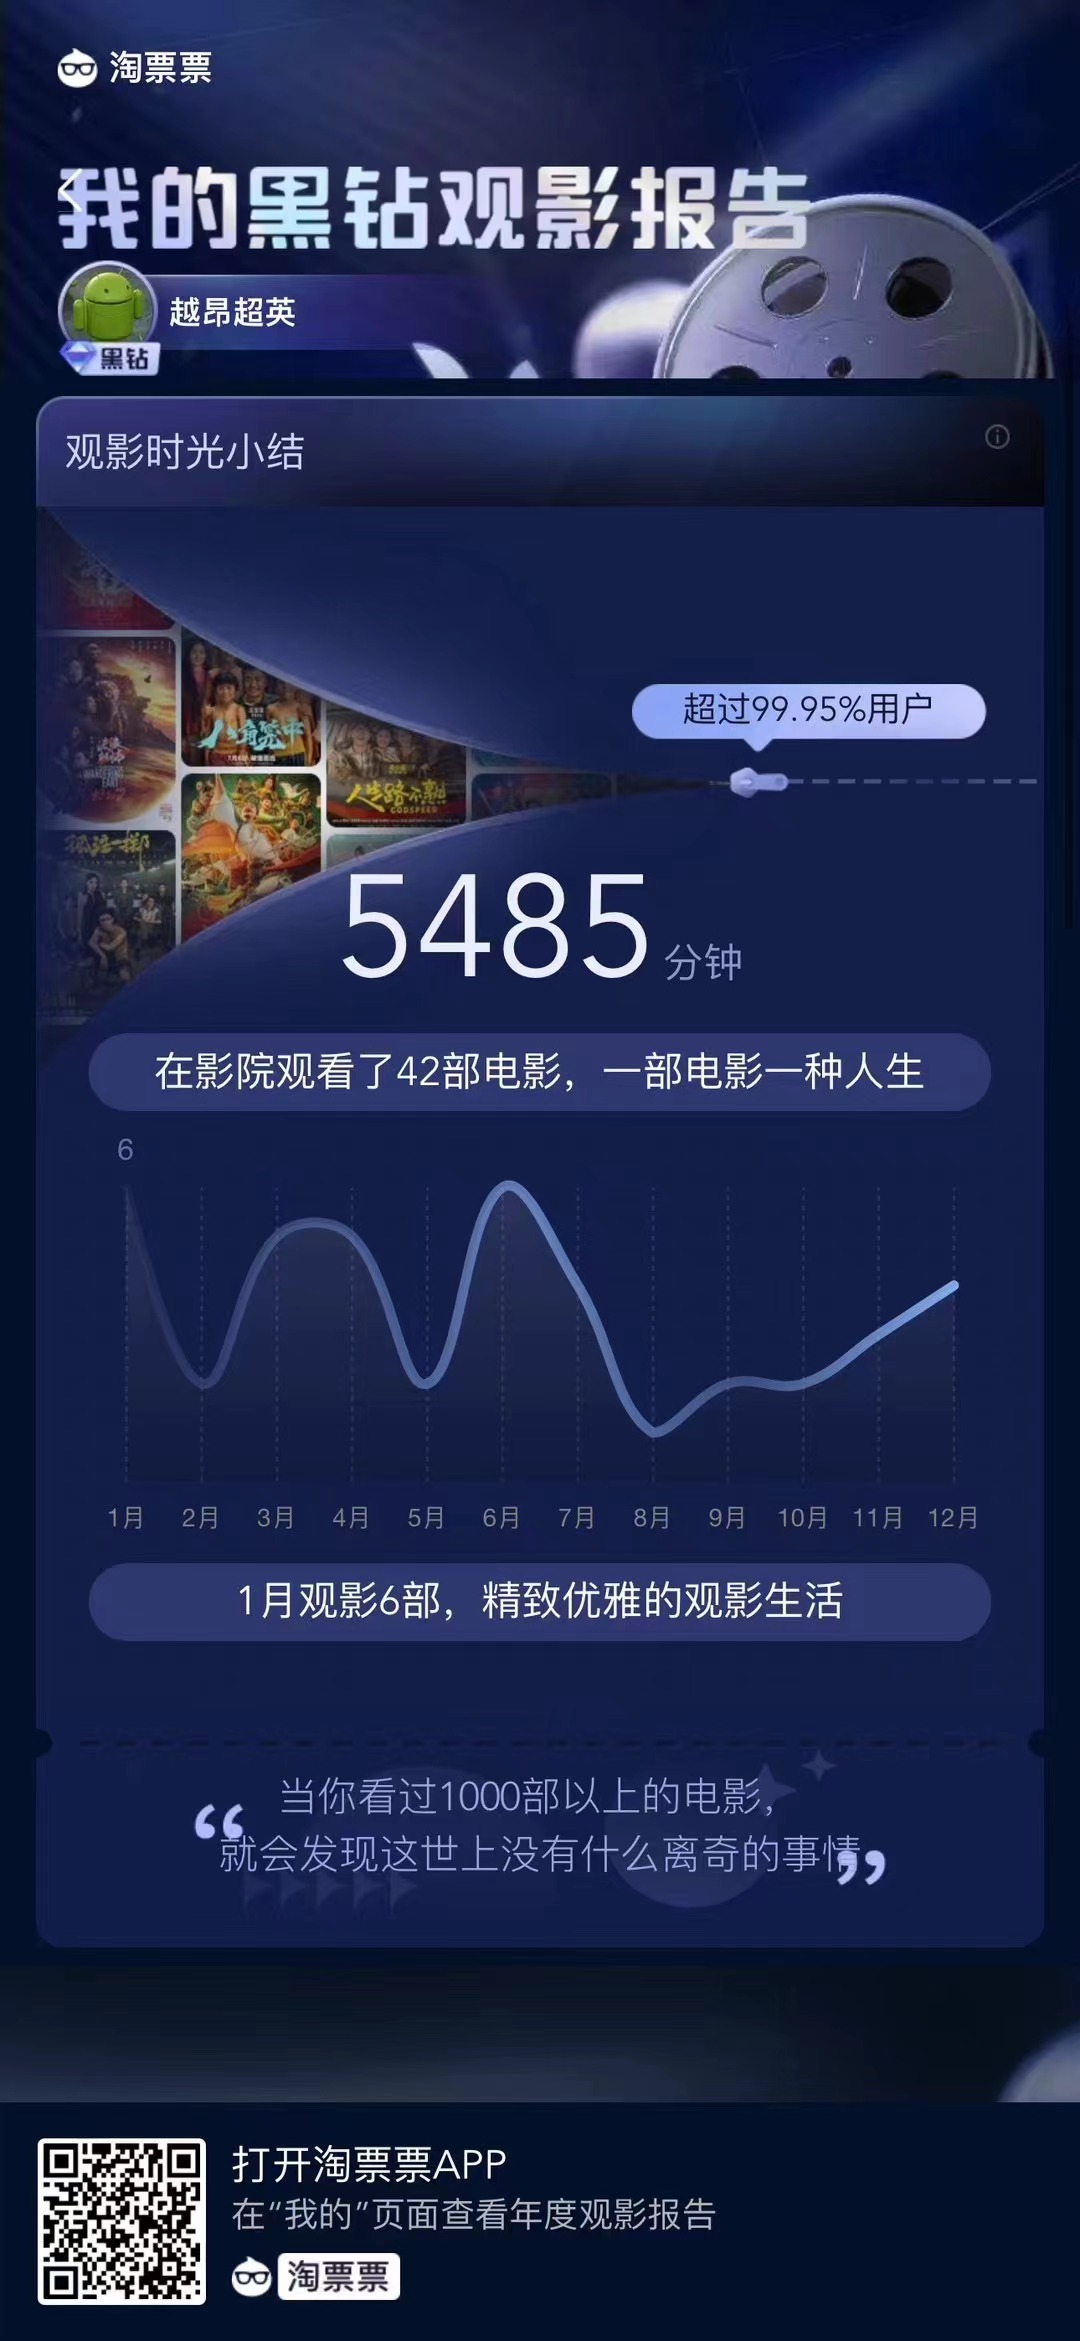 淘票票
我的黑钻观影报告
越昂超英
黑钻
观影时光小结
八角笼中
人生路不熟
GODSPEED
孤注一掷
超过99.95%用户
5485分钟
在影院观看了42部电影，一部电影一种人生
6
1月 2月 3月 4月 5月 6月 7月 8月 9月 10月 11月 12月
1月观影6部，精致优雅的观影生活
“当你看过1000部以上的电影，
就会发现这世上没有什么离奇的事情”
打开淘票票APP
在“我的”页面查看年度观影报告
淘票票